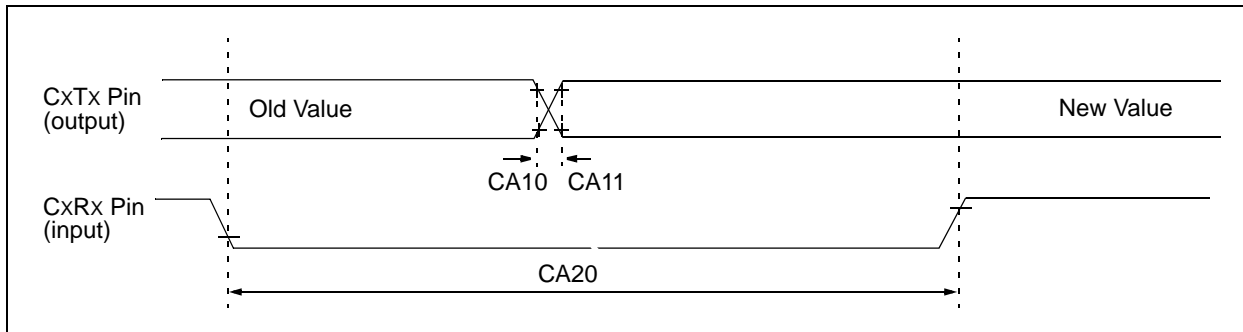 CxTx Pin
(output)
Old Value
New Value
CA10 CA11
CxRx Pin
(input)
CA20